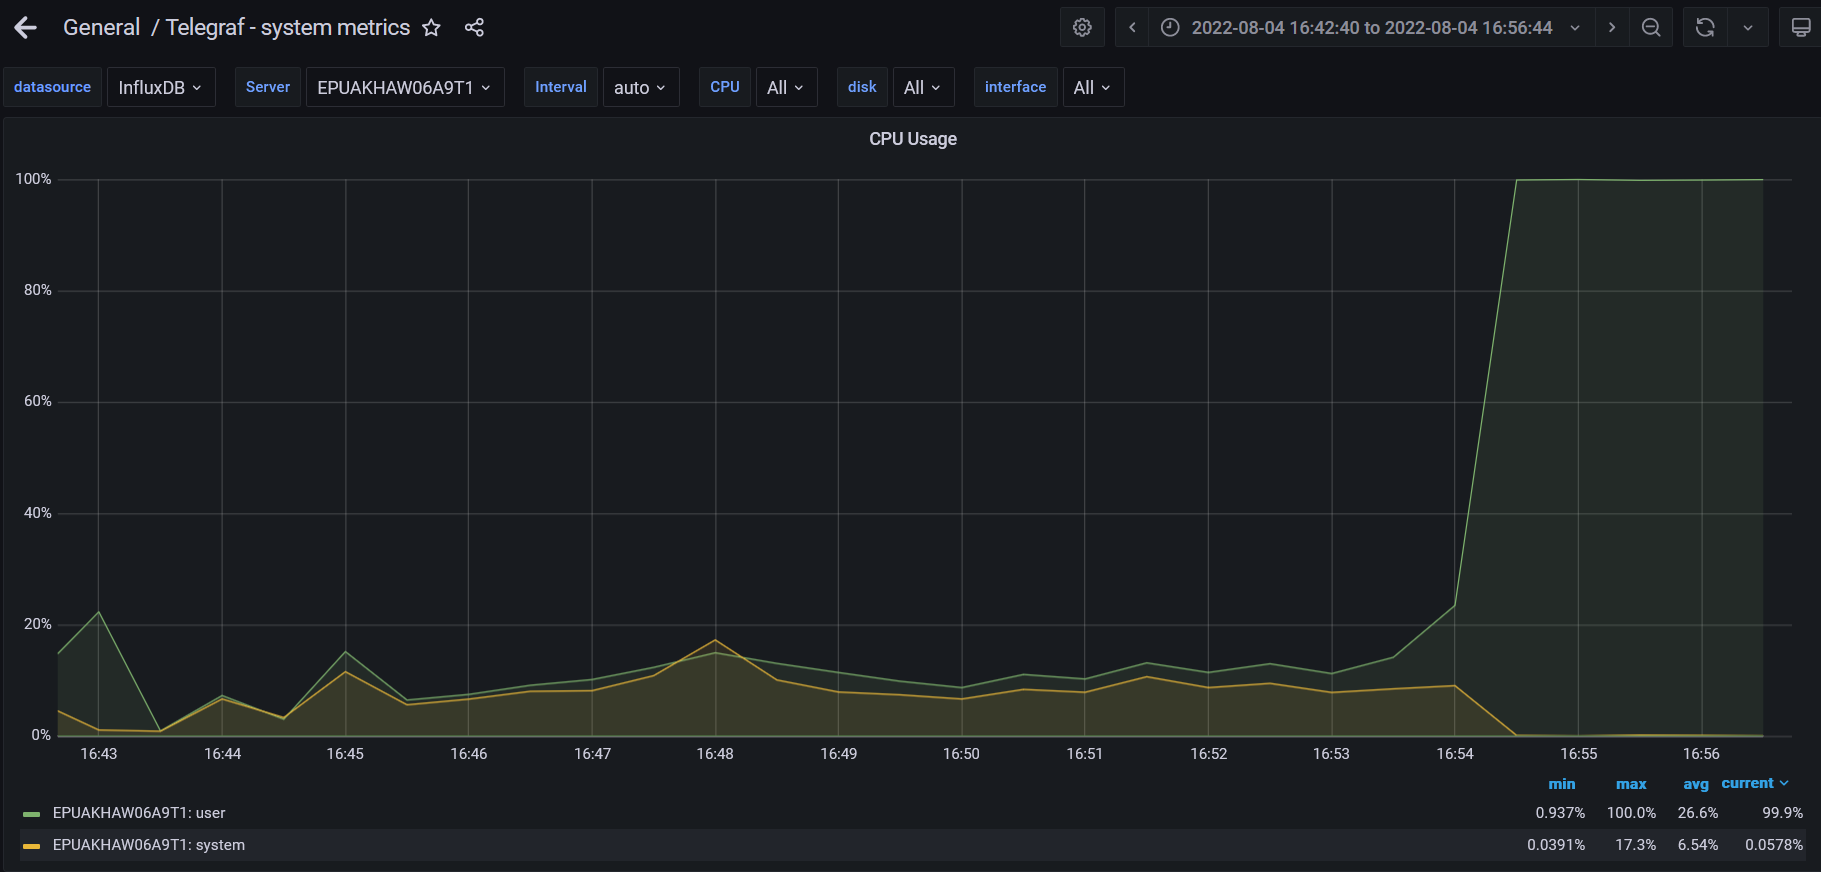 General / Telegraf - system metrics
2022-08-04 16:42:40 to 2022-08-04 16:56:44
datasource InfluxDB Server EPUAKHAW06A9T1 Interval auto CPU All disk All interface All
CPU Usage
100%
80%
60%
40%
20%
0%
16:43 16:44 16:45 16:46 16:47 16:48 16:49 16:50 16:51 16:52 16:53 16:54 16:55 16:56
min max avg current
EPUAKHAW06A9T1: user 0.937% 100.0% 26.6% 99.9%
EPUAKHAW06A9T1: system 0.0391% 17.3% 6.54% 0.0578%